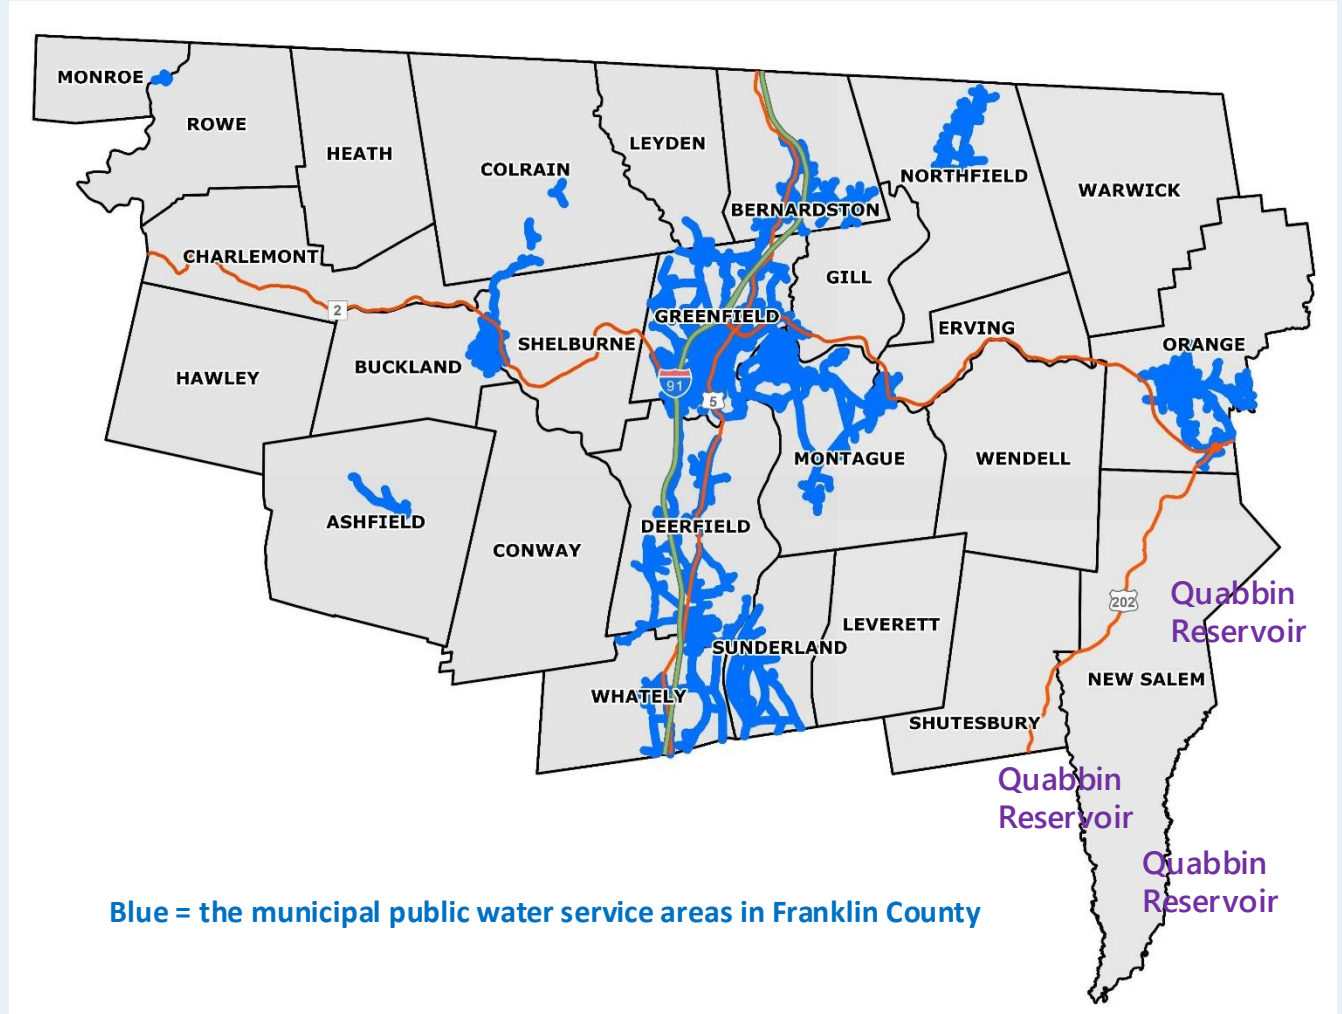 MONROE
ROWE
HEATH
COLRAIN
LEYDEN
BERNARDSTON
NORTHFIELD
WARWICK
CHARLEMONT
GILL
2
GREENFIELD
ERVING
SHELBURNE
ORANGE
BUCKLAND
HAWLEY
91
5
MONTAGUE
WENDELL
ASHFIELD
DEERFIELD
CONWAY
202
Quabbin
Reservoir
LEVERETT
SUNDERLAND
NEW SALEM
WHATELY
SHUTESBURY
Quabbin
Reservoir
Quabbin
Reservoir
Blue = the municipal public water service areas in Franklin County